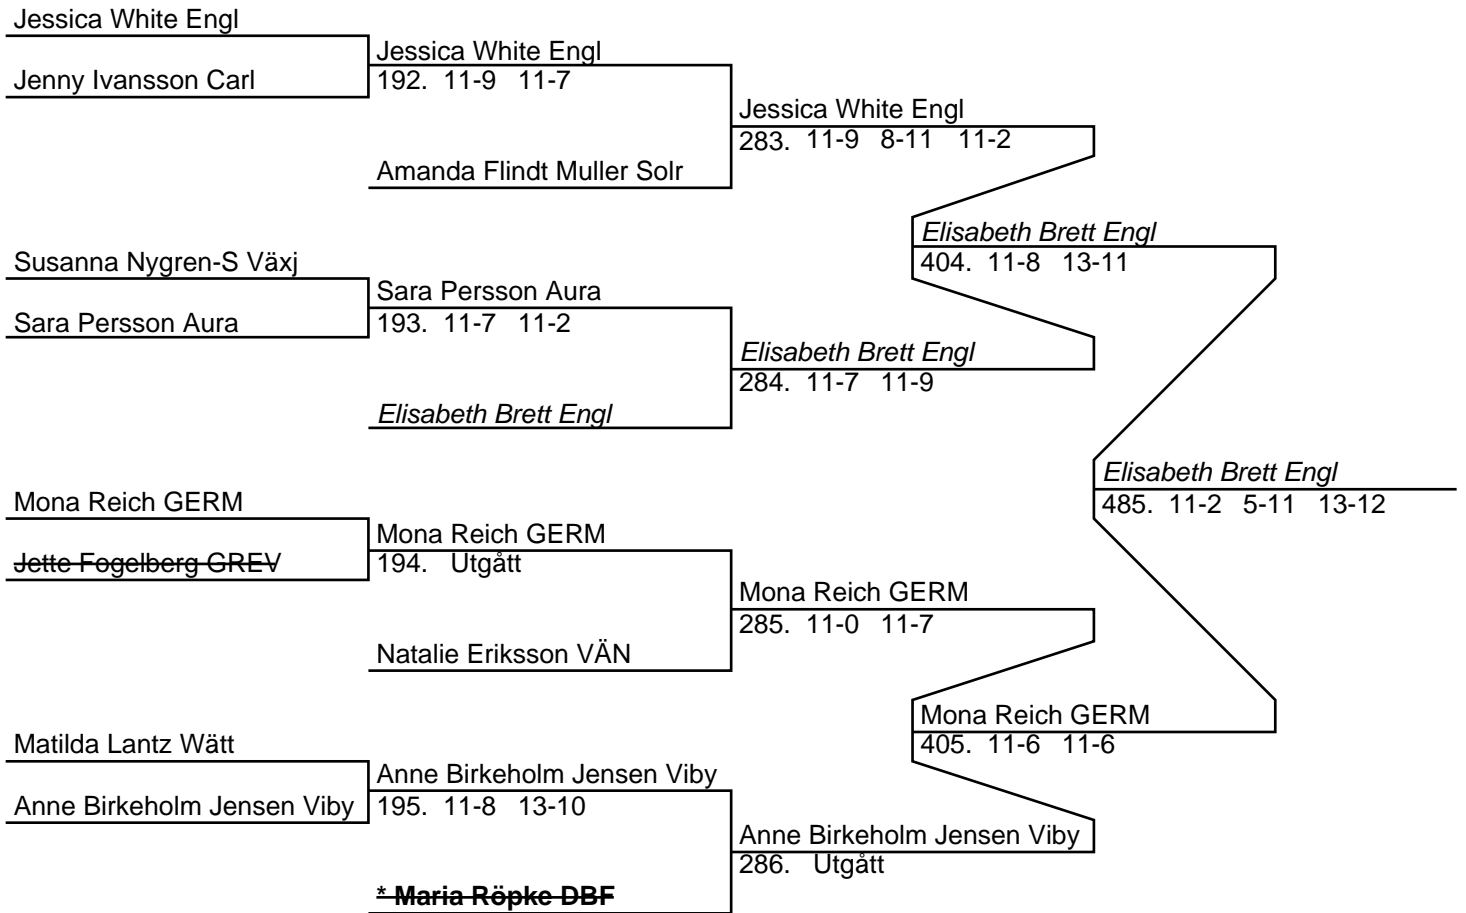 Jessica White Engl
Jessica White Engl
Jenny Ivansson Carl
192. 11-9 11-7
Jessica White Engl
283. 11-9 8-11 11-2
Amanda Flindt Muller Solr
Elisabeth Brett Engl
404. 11-8 13-11
Susanna Nygren-S Växj
Sara Persson Aura
Sara Persson Aura
193. 11-7 11-2
Elisabeth Brett Engl
284. 11-7 11-9
Elisabeth Brett Engl
Elisabeth Brett Engl
485. 11-2 5-11 13-12
Mona Reich GERM
Mona Reich GERM
Jette Fogelberg GREV
194. Utgått
Mona Reich GERM
285. 11-0 11-7
Natalie Eriksson VÄN
Mona Reich GERM
405. 11-6 11-6
Matilda Lantz Wätt
Anne Birkeholm Jensen Viby
Anne Birkeholm Jensen Viby
195. 11-8 13-10
Anne Birkeholm Jensen Viby
286. Utgått
* Maria Röpke DBF